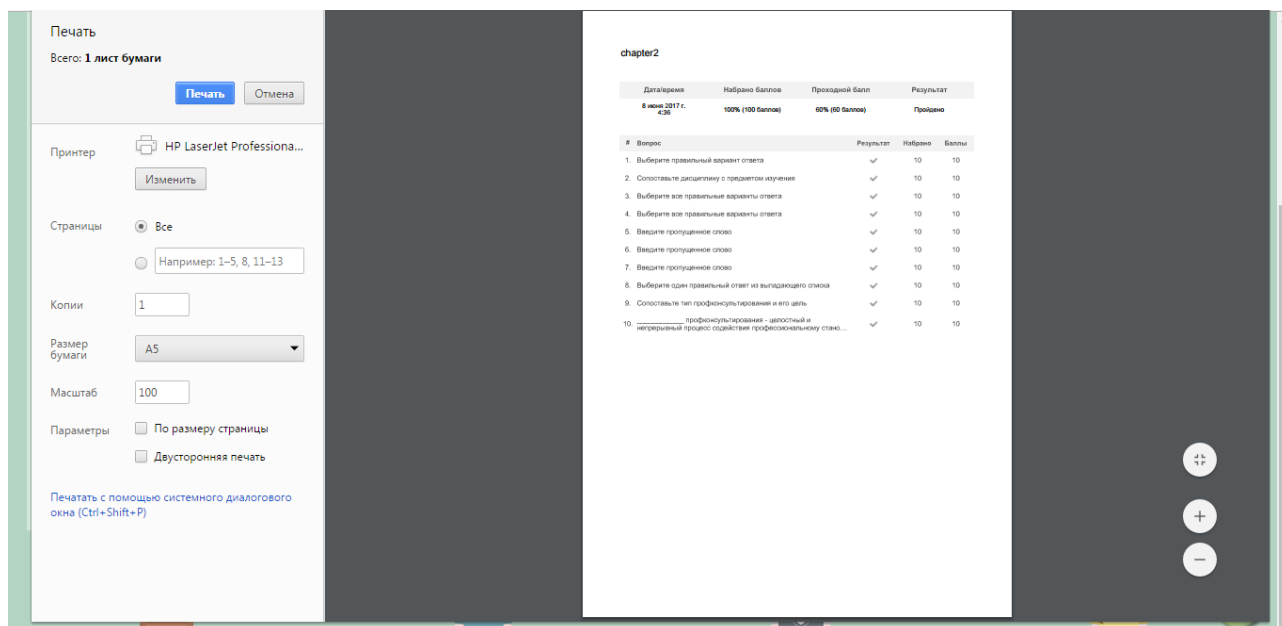 Печать
Всего: 1 лист бумаги
Печать Отмена
Принтер HP LaserJet Professiona...
Изменить
Страницы Все
Например: 1–5, 8, 11–13
Копии 1
Размер бумаги A5
Масштаб 100
Параметры По размеру страницы
Двусторонняя печать
Печатать с помощью системного диалогового
окна (Ctrl+Shift+P)
chapter2
Дата/время Набрано баллов Проходной балл Результат
8 июня 2017 г. 4:36 100% (100 баллов) 60% (60 баллов) Пройдено
# Вопрос Результат Набрано Баллы
1. Выберите правильный вариант ответа 10 10
2. Сопоставьте дисциплину с предметом изучения 10 10
3. Выберите все правильные варианты ответа 10 10
4. Выберите все правильные варианты ответа 10 10
5. Введите пропущенное слово 10 10
6. Введите пропущенное слово 10 10
7. Введите пропущенное слово 10 10
8. Выберите один правильный ответ из выпадающего списка 10 10
9. Сопоставьте тип профконсультирования и его цель 10 10
10. ______________ профконсультирования - целостный и
непрерывный процесс содействия профессиональному стано... 10 10